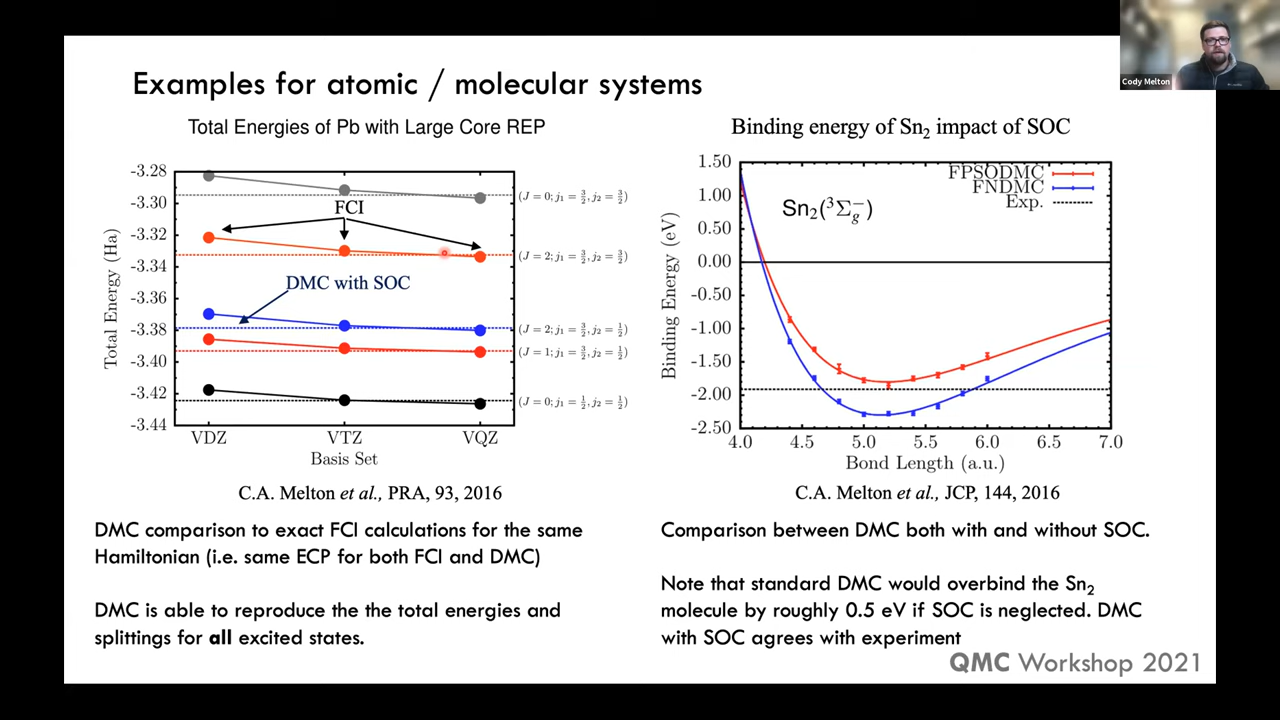 Cody Melton
Examples for atomic / molecular systems
Total Energies of Pb with Large Core REP
Total Energy (Ha)
-3.28
-3.30
-3.32
-3.34
-3.36
-3.38
-3.40
-3.42
-3.44
FCI
DMC with SOC
(J = 0; j₁ = 3/2, j₂ = 3/2)
(J = 2; j₁ = 3/2, j₂ = 3/2)
(J = 2; j₁ = 3/2, j₂ = 1/2)
(J = 1; j₁ = 3/2, j₂ = 1/2)
(J = 0; j₁ = 1/2, j₂ = 1/2)
VDZ VTZ VQZ
Basis Set
C.A. Melton et al., PRA, 93, 2016
DMC comparison to exact FCI calculations for the same
Hamiltonian (i.e. same ECP for both FCI and DMC)
DMC is able to reproduce the the total energies and
splittings for all excited states.
Binding energy of Sn₂ impact of SOC
Binding Energy (eV)
1.50
1.00
0.50
0.00
-0.50
-1.00
-1.50
-2.00
-2.50
FPSODMC
FNDMC
Exp.
Sn₂(³Σg⁻)
4.0 4.5 5.0 5.5 6.0 6.5 7.0
Bond Length (a.u.)
C.A. Melton et al., JCP, 144, 2016
Comparison between DMC both with and without SOC.
Note that standard DMC would overbind the Sn₂
molecule by roughly 0.5 eV if SOC is neglected. DMC
with SOC agrees with experiment
QMC Workshop 2021